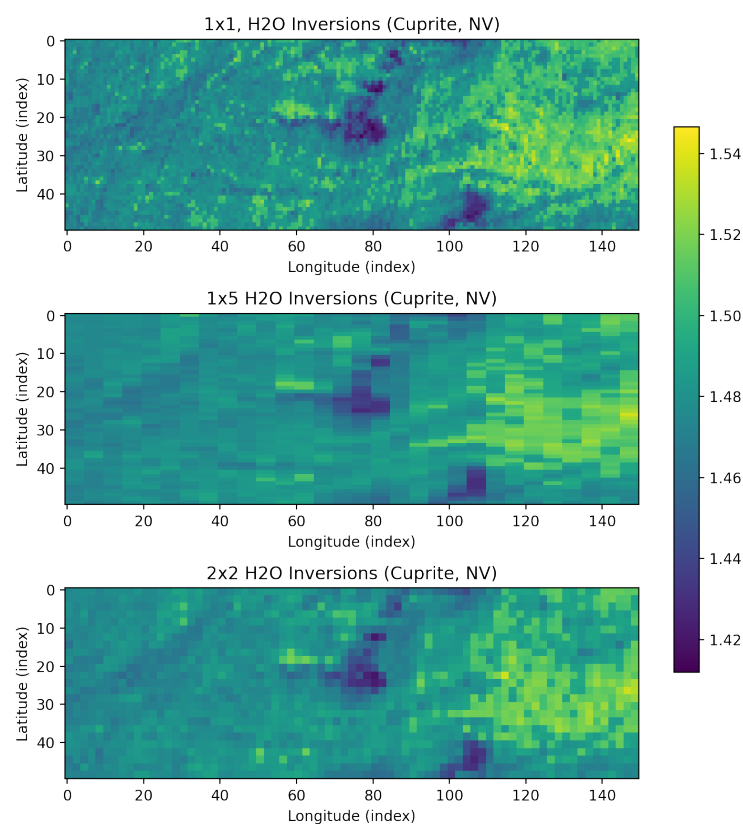 1x1, H2O Inversions (Cuprite, NV)
0
10
20
30
40
Latitude (index)
0 20 40 60 80 100 120 140
Longitude (index)
1x5 H2O Inversions (Cuprite, NV)
0
10
20
30
40
Latitude (index)
0 20 40 60 80 100 120 140
Longitude (index)
2x2 H2O Inversions (Cuprite, NV)
0
10
20
30
40
Latitude (index)
0 20 40 60 80 100 120 140
Longitude (index)
1.54
1.52
1.50
1.48
1.46
1.44
1.42